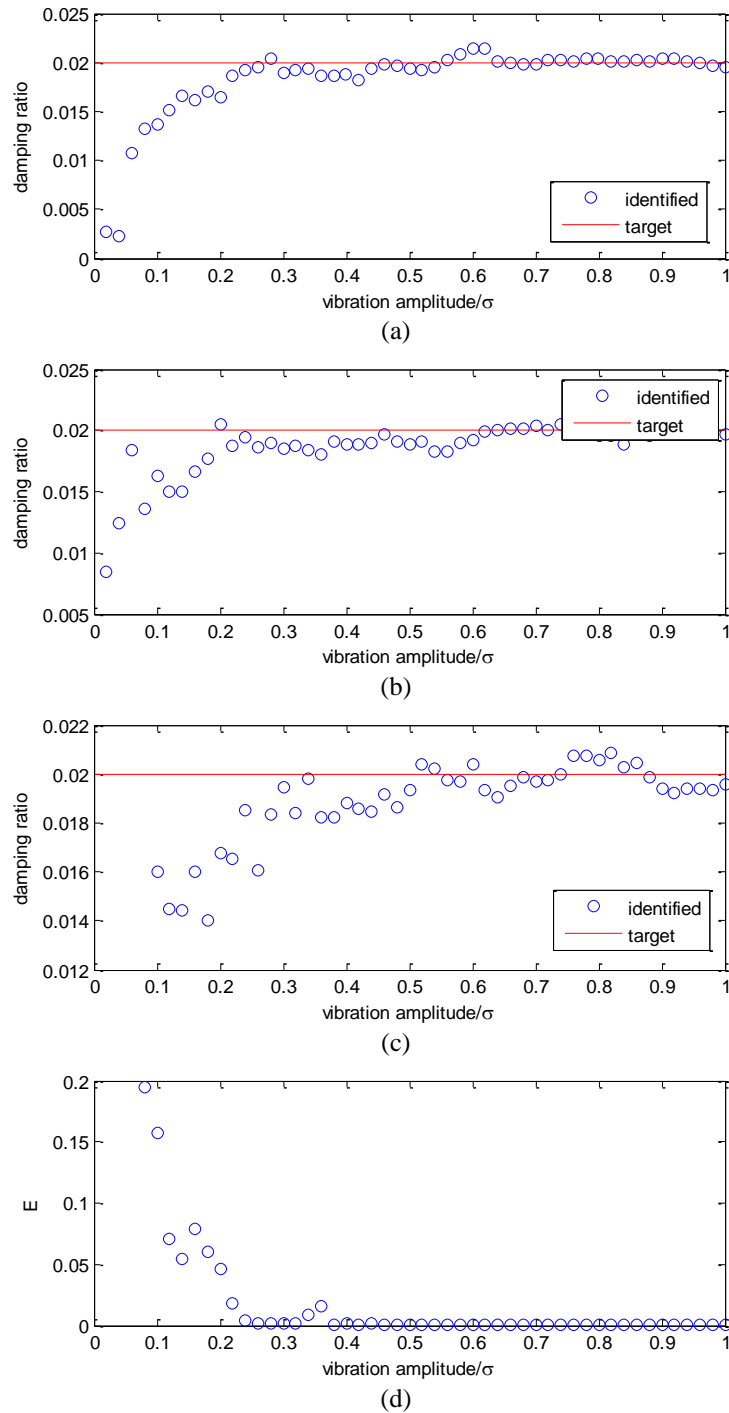 0.025
0.02
0.015
0.01
0.005
0
damping ratio
identified
target
0 0.1 0.2 0.3 0.4 0.5 0.6 0.7 0.8 0.9 1
vibration amplitude/σ
(a)
0.025
0.02
0.015
0.01
0.005
damping ratio
identified
target
0 0.1 0.2 0.3 0.4 0.5 0.6 0.7 0.8 0.9 1
vibration amplitude/σ
(b)
0.022
0.02
0.018
0.016
0.014
0.012
damping ratio
identified
target
0 0.1 0.2 0.3 0.4 0.5 0.6 0.7 0.8 0.9 1
vibration amplitude/σ
(c)
0.2
0.15
0.1
0.05
0
E
0 0.1 0.2 0.3 0.4 0.5 0.6 0.7 0.8 0.9 1
vibration amplitude/σ
(d)